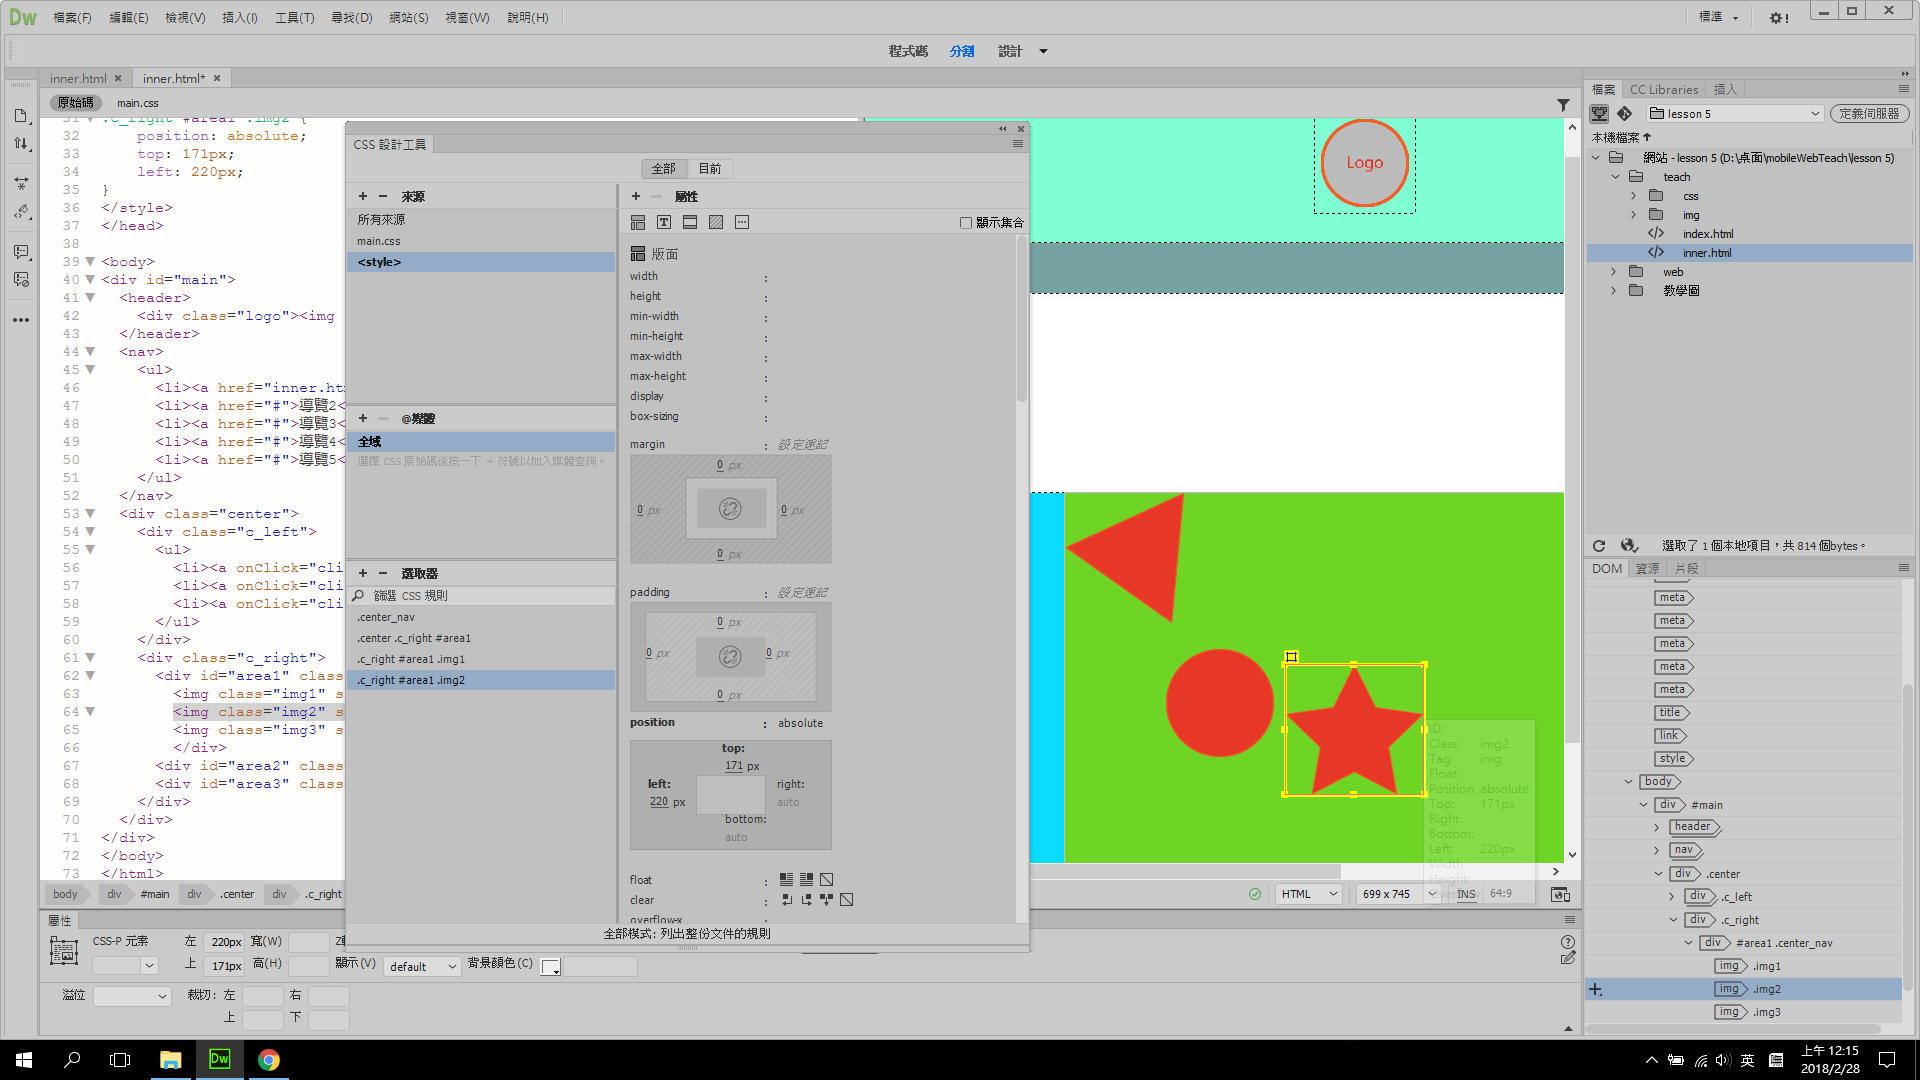 Dw 檔案(F) 編輯(E) 檢視(V) 插入(I) 工具(T) 尋找(D) 網站(S) 視窗(W) 說明(H) 標準
程式碼 分割 設計
inner.html inner.html*
原始碼 main.css
31 .c_right #area1 .img2 {
32 position: absolute;
33 top: 171px;
34 left: 220px;
35 }
36 </style>
37 </head>
38
39 <body>
40 <div id="main">
41 <header>
42 <div class="logo"><img
43 </header>
44 <nav>
45 <ul>
46 <li><a href="inner.ht
47 <li><a href="#">導覽2<
48 <li><a href="#">導覽3<
49 <li><a href="#">導覽4<
50 <li><a href="#">導覽5<
51 </ul>
52 </nav>
53 <div class="center">
54 <div class="c_left">
55 <ul>
56 <li><a onClick="cli
57 <li><a onClick="cli
58 <li><a onClick="cli
59 </ul>
60 </div>
61 <div class="c_right">
62 <div id="area1" class
63 <img class="img1" s
64 <img class="img2" s
65 <img class="img3" s
66 </div>
67 <div id="area2" class
68 <div id="area3" class
69 </div>
70 </div>
71 </div>
72 </body>
73 </html>
body div #main div .center div .c_right
CSS 設計工具
全部 目前
+ − 來源
所有來源
main.css
<style>
+ − @媒體
全域
選擇 CSS 原始碼後按一下 + 符號以加入媒體查詢。
+ − 選取器
篩選 CSS 規則
.center_nav
.center .c_right #area1
.c_right #area1 .img1
.c_right #area1 .img2
+ − 屬性
T 顯示集合
版面
width :
height :
min-width :
min-height :
max-width :
max-height :
display :
box-sizing :
margin : 設定速記
0 px
0 px 0 px
0 px
padding : 設定速記
0 px
0 px 0 px
0 px
position : absolute
top:
171 px
left: right:
220 px auto
bottom:
auto
float :
clear :
overflow-x
全部模式: 列出整份文件的規則
Logo
ID:
Class: img2
Tag: img
Float:
Position: absolute
Top: 171px
Right:
Bottom:
Left: 220px
Width:
Height:
HTML 699 x 745 INS 64:9
屬性
CSS-P 元素 左 220px 寬(W)
上 171px 高(H) 顯示(V) default 背景顏色(C)
溢位 裁切: 左 右
上 下
檔案 CC Libraries 插入
lesson 5 定義伺服器
本機檔案
網站 - lesson 5 (D:\桌面\mobileWebTeach\lesson 5)
teach
css
img
index.html
inner.html
web
教學圖
選取了 1 個本地項目，共 814 個bytes。
DOM 資源 片段
meta
meta
meta
meta
meta
title
link
style
body
div #main
header
nav
div .center
div .c_left
div .c_right
div #area1 .center_nav
img .img1
img .img2
img .img3
Dw
英
上午 12:15
2018/2/28